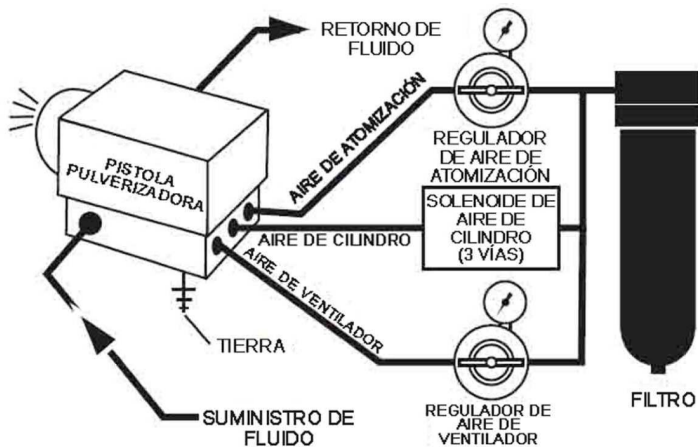 RETORNO DE
FLUIDO
PISTOLA
PULVERIZADORA
AIRE DE ATOMIZACIÓN
REGULADOR
DE AIRE DE
ATOMIZACIÓN
SOLENOIDE DE
AIRE DE
CILINDRO
(3 VÍAS)
AIRE DE CILINDRO
AIRE DE VENTILADOR
TIERRA
SUMINISTRO DE
FLUIDO
REGULADOR DE
AIRE DE
VENTILADOR
FILTRO